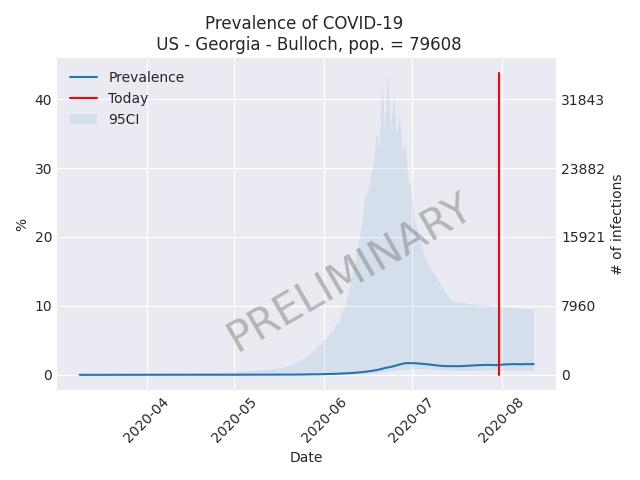 Prevalence of COVID-19
US - Georgia - Bulloch, pop. = 79608
Prevalence
Today
95CI
40
30
20
10
0
%
31843
23882
15921
7960
0
# of infections
PRELIMINARY
2020-04
2020-05
2020-06
2020-07
2020-08
Date